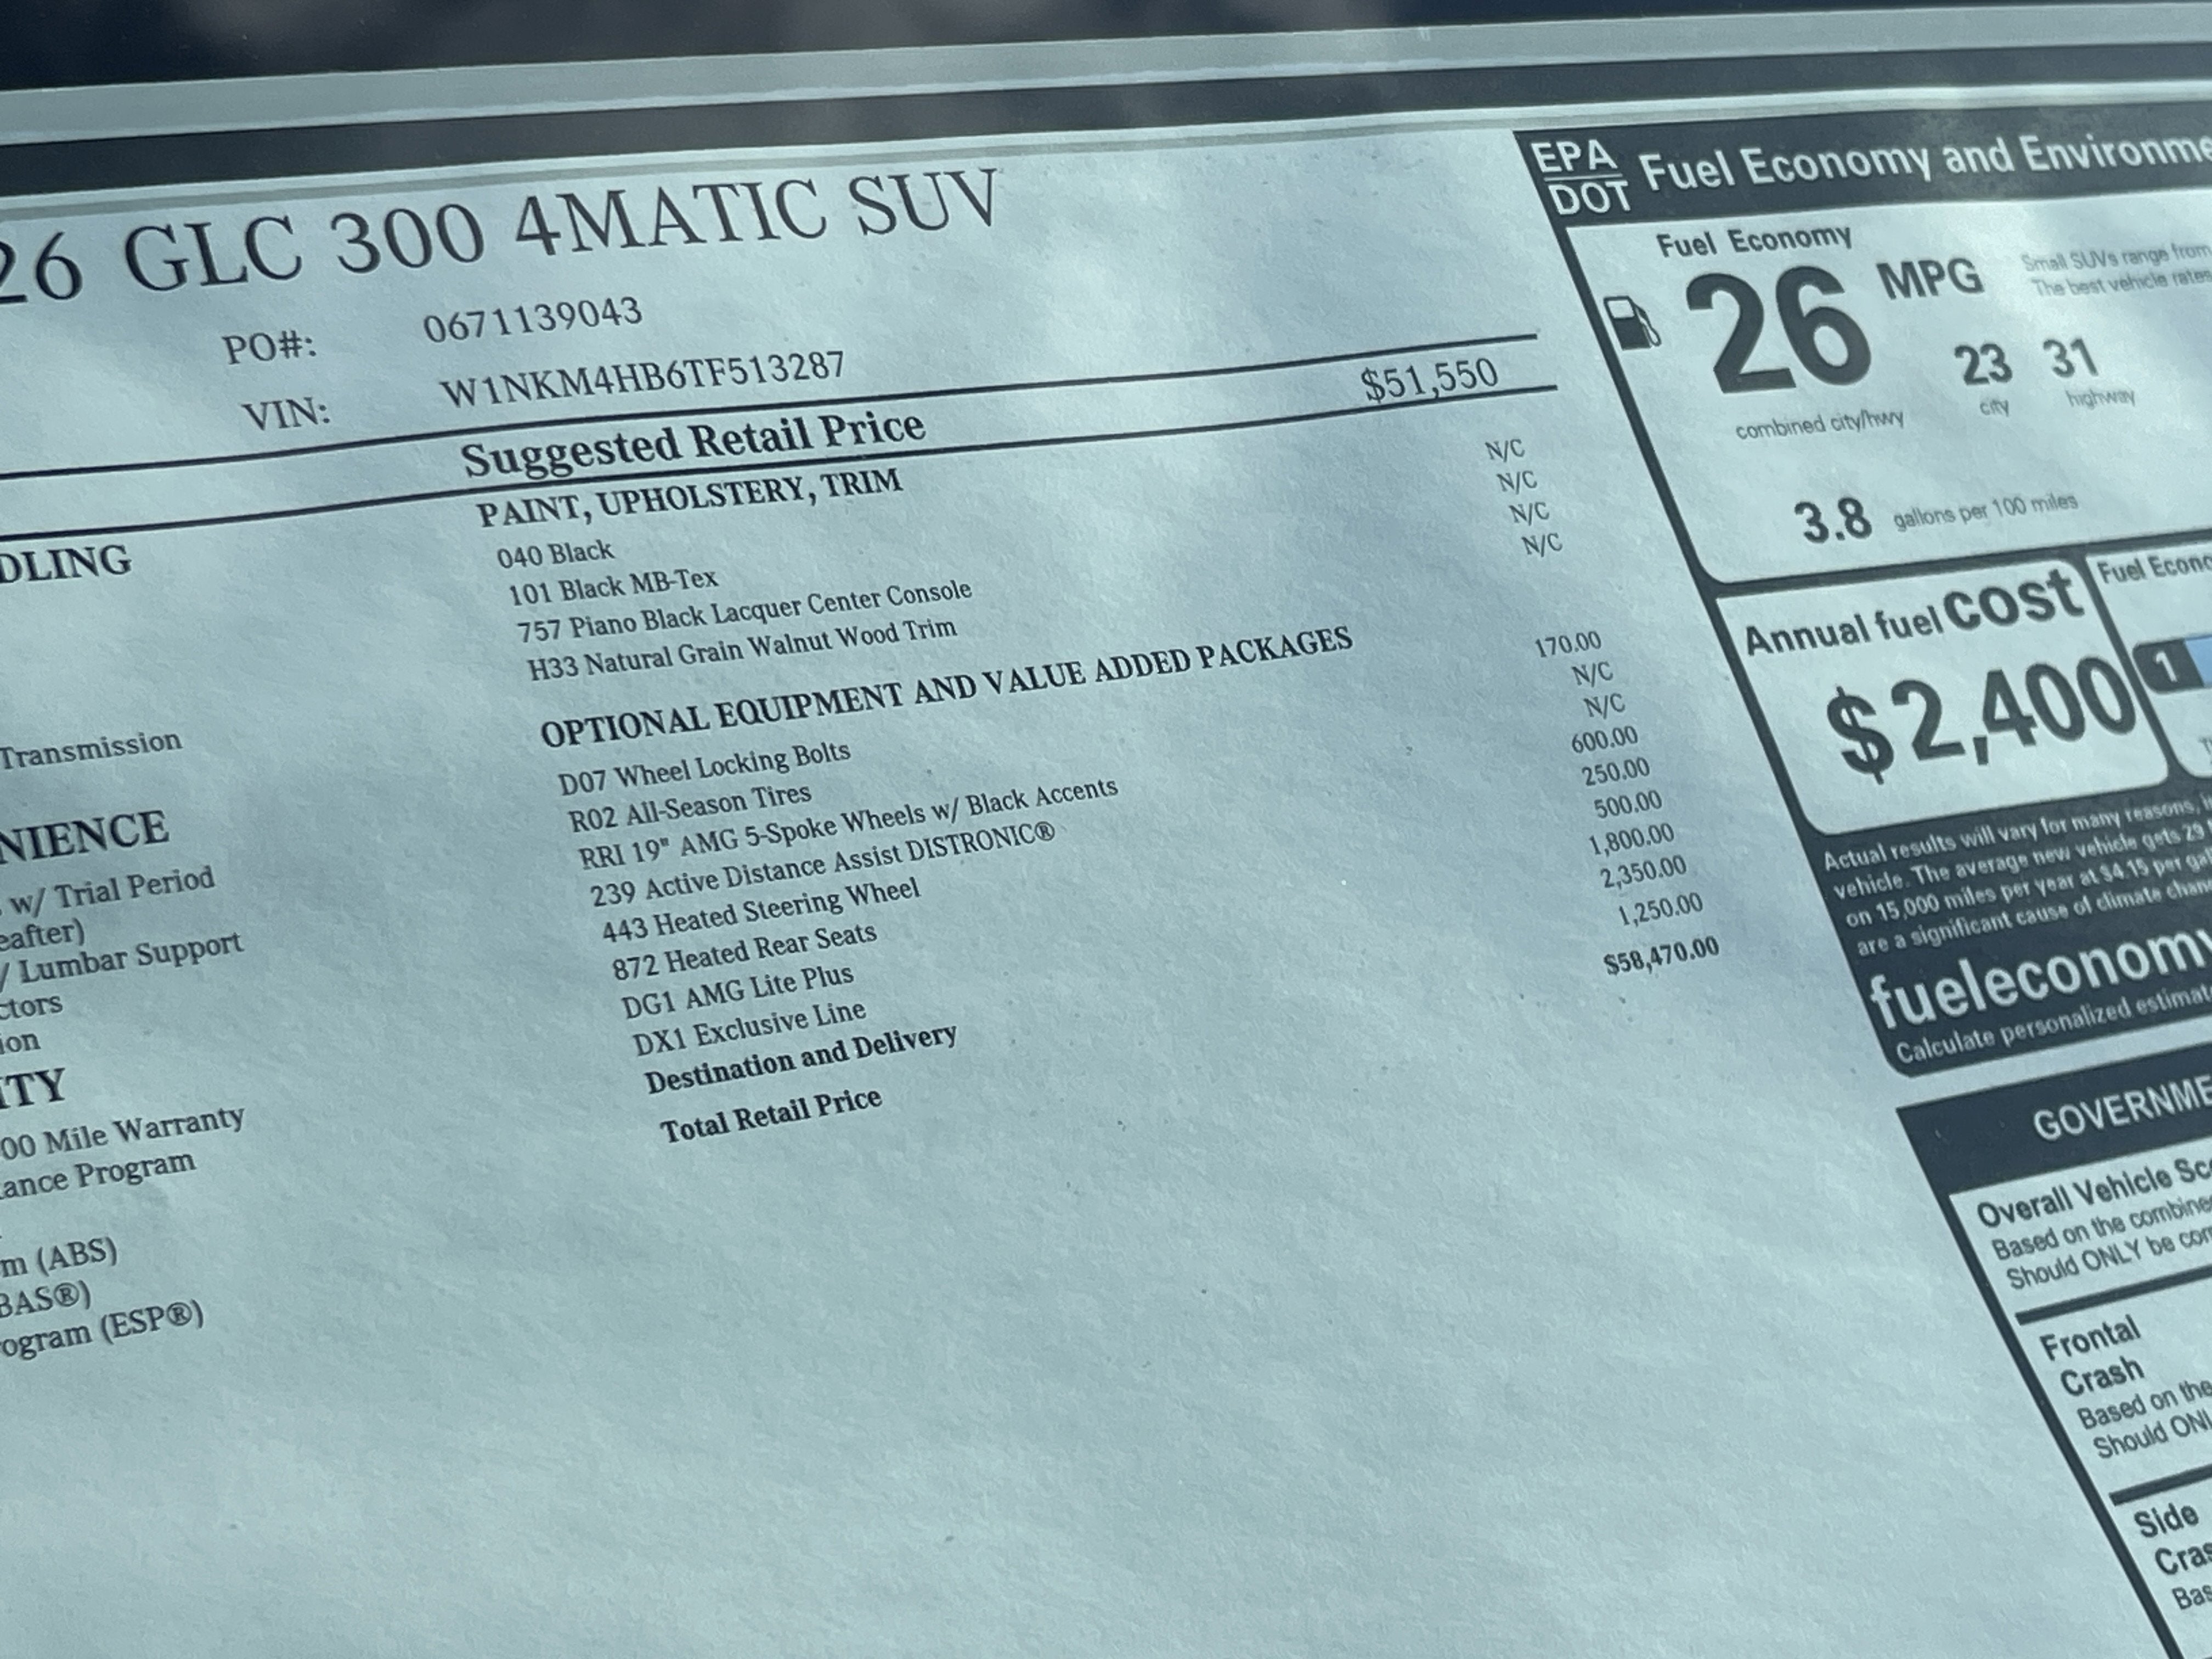 26 GLC 300 4MATIC SUV
PO#: 0671139043
VIN: W1NKM4HB6TF513287
Suggested Retail Price $51,550
PAINT, UPHOLSTERY, TRIM
040 Black N/C
101 Black MB-Tex N/C
757 Piano Black Lacquer Center Console N/C
H33 Natural Grain Walnut Wood Trim N/C
OPTIONAL EQUIPMENT AND VALUE ADDED PACKAGES
D07 Wheel Locking Bolts 170.00
R02 All-Season Tires N/C
RRI 19" AMG 5-Spoke Wheels w/ Black Accents N/C
239 Active Distance Assist DISTRONIC® 600.00
443 Heated Steering Wheel 250.00
872 Heated Rear Seats 500.00
DG1 AMG Lite Plus 1,800.00
DX1 Exclusive Line 2,350.00
Destination and Delivery 1,250.00
Total Retail Price $58,470.00
DLING
Transmission
NIENCE
w/ Trial Period
eafter)
/ Lumbar Support
ctors
ion
ITY
00 Mile Warranty
ance Program
m (ABS)
BAS®)
ogram (ESP®)
EPA
DOT
Fuel Economy and Environme
Fuel Economy
26 MPG
Small SUVs range from
The best vehicle rates
23 31
combined city/hwy city highway
3.8 gallons per 100 miles
Annual fuel cost
$2,400
Fuel Econo
1
Actual results will vary for many reasons,
vehicle. The average new vehicle gets 29
on 15,000 miles per year at $4.15 per gal
are a significant cause of climate chan
fueleconomy
Calculate personalized estimat
GOVERNME
Overall Vehicle Sco
Based on the combine
Should ONLY be com
Frontal
Crash
Based on the
Should ONL
Side
Cras
Bas